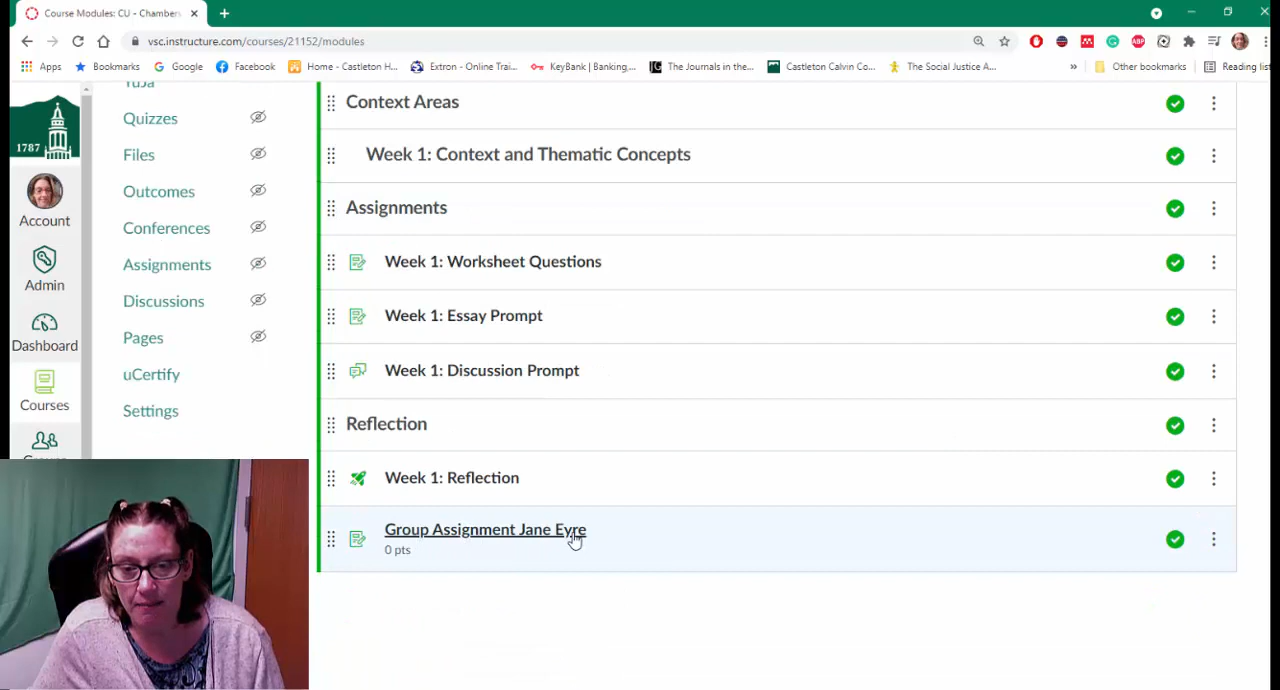 Course Modules: CU - Chambers
vsc.instructure.com/courses/21152/modules
Apps Bookmarks Google Facebook Home - Castleton H... Extron - Online Trai... KeyBank | Banking,... The Journals in the... Castleton Calvin Co... The Social Justice A... » Other bookmarks Reading list
1787
Account
Admin
Dashboard
Courses
YuJa
Quizzes
Files
Outcomes
Conferences
Assignments
Discussions
Pages
uCertify
Settings
Context Areas
Week 1: Context and Thematic Concepts
Assignments
Week 1: Worksheet Questions
Week 1: Essay Prompt
Week 1: Discussion Prompt
Reflection
Week 1: Reflection
Group Assignment Jane Eyre
0 pts